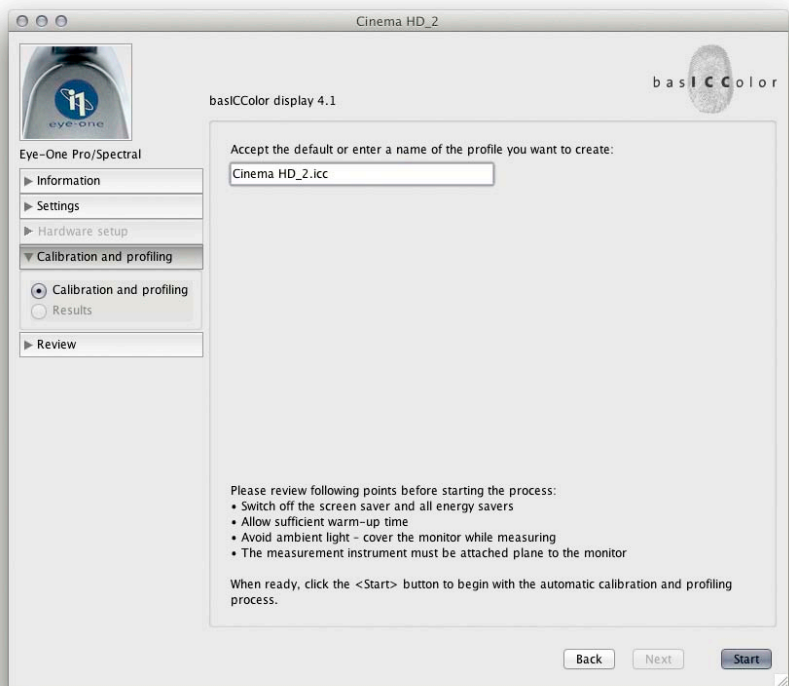 Cinema HD_2
i1
eye-one
basICColor
basICColor display 4.1
Eye-One Pro/Spectral
Information
Settings
Hardware setup
Calibration and profiling
Calibration and profiling
Results
Review
Accept the default or enter a name of the profile you want to create:
Cinema HD_2.icc
Please review following points before starting the process:
• Switch off the screen saver and all energy savers
• Allow sufficient warm-up time
• Avoid ambient light – cover the monitor while measuring
• The measurement instrument must be attached plane to the monitor
When ready, click the <Start> button to begin with the automatic calibration and profiling
process.
Back Next Start